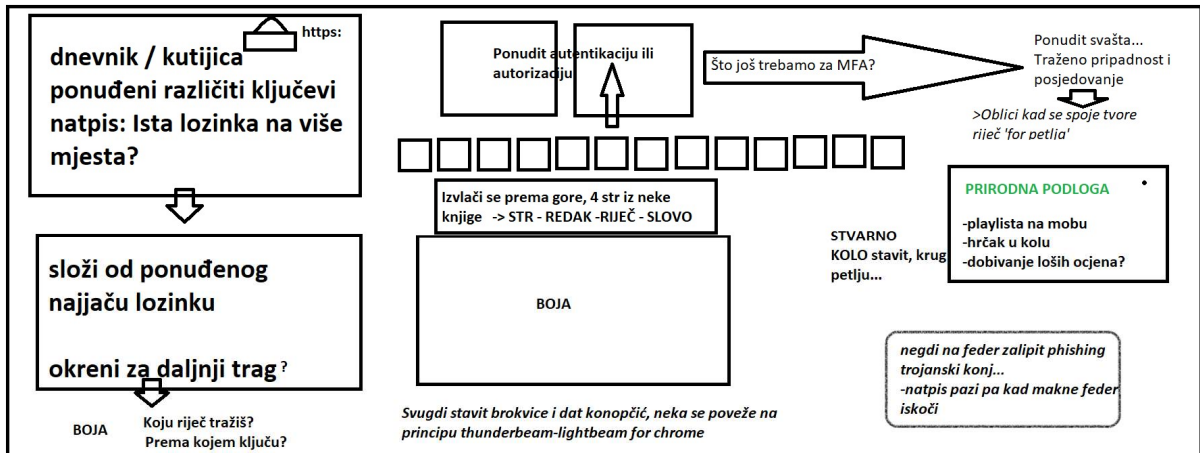 https:
dnevnik / kutijica
ponuđeni različiti ključevi
natpis: Ista lozinka na više
mjesta?
složi od ponuđenog
najjaču lozinku
okreni za daljnji trag ?
BOJA
Koju riječ tražiš?
Prema kojem ključu?
Ponudit autentikaciju ili
autorizaciju
Što još trebamo za MFA?
Ponudit svašta...
Traženo pripadnost i
posjedovanje
>Oblici kad se spoje tvore
riječ 'for petlja'
Izvlači se prema gore, 4 str iz neke
knjige -> STR - REDAK -RIJEČ - SLOVO
BOJA
Svugdi stavit brokvice i dat konopčić, neka se poveže na
principu thunderbeam-lightbeam for chrome
STVARNO
KOLO stavit, krug
petlju...
PRIRODNA PODLOGA
-playlista na mobu
-hrčak u kolu
-dobivanje loših ocjena?
negdi na feder zalipit phishing
trojanski konj...
-natpis pazi pa kad makne feder
iskoči